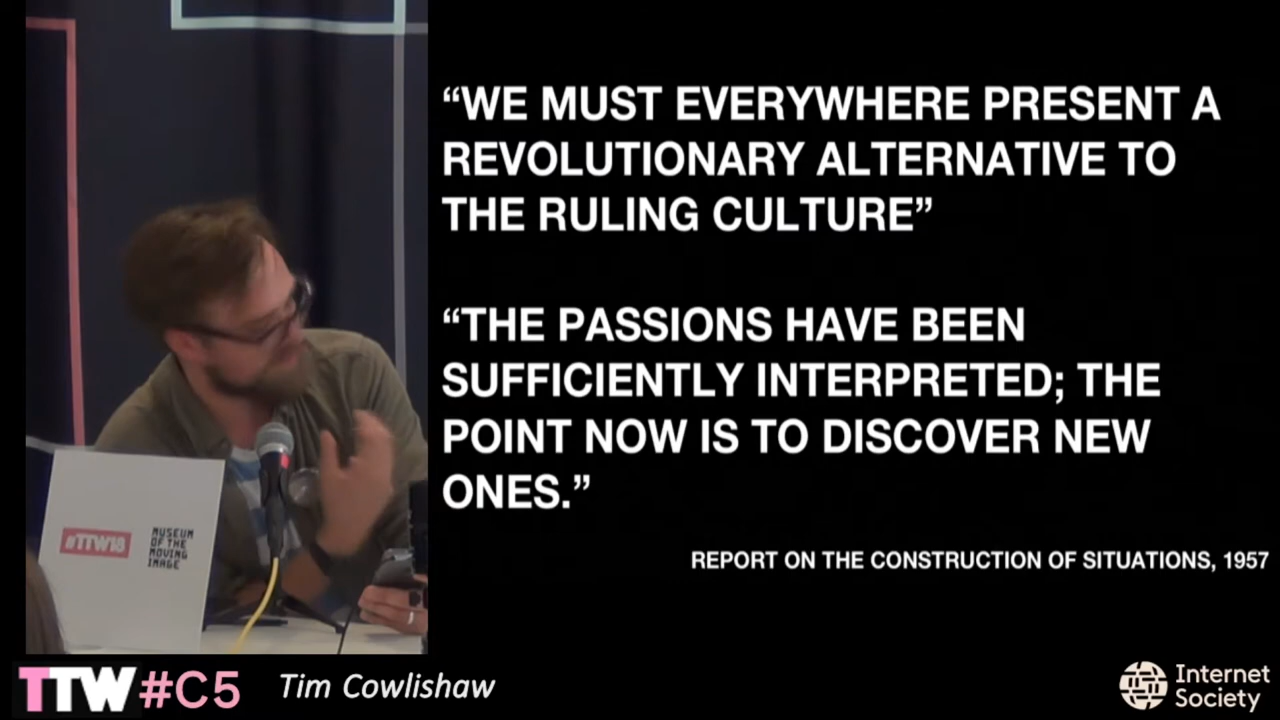 “WE MUST EVERYWHERE PRESENT A
REVOLUTIONARY ALTERNATIVE TO
THE RULING CULTURE”
“THE PASSIONS HAVE BEEN
SUFFICIENTLY INTERPRETED; THE
POINT NOW IS TO DISCOVER NEW
ONES.”
REPORT ON THE CONSTRUCTION OF SITUATIONS, 1957
#TTW18
MUSEUM
OF THE
MOVING
IMAGE
TTW#C5
Tim Cowlishaw
Internet
Society